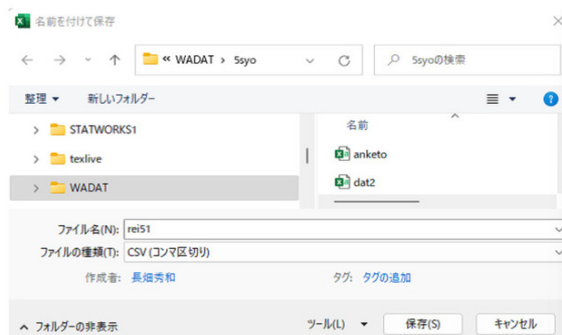 名前を付けて保存
« WADAT › 5syo
5syoの検索
整理 新しいフォルダー
STATWORKS1
texlive
WADAT
名前
anketo
dat2
ファイル名(N): rei51
ファイルの種類(T): CSV (コンマ区切り)
作成者: 長畑秀和 タグ: タグの追加
フォルダーの非表示 ツール(L) 保存(S) キャンセル